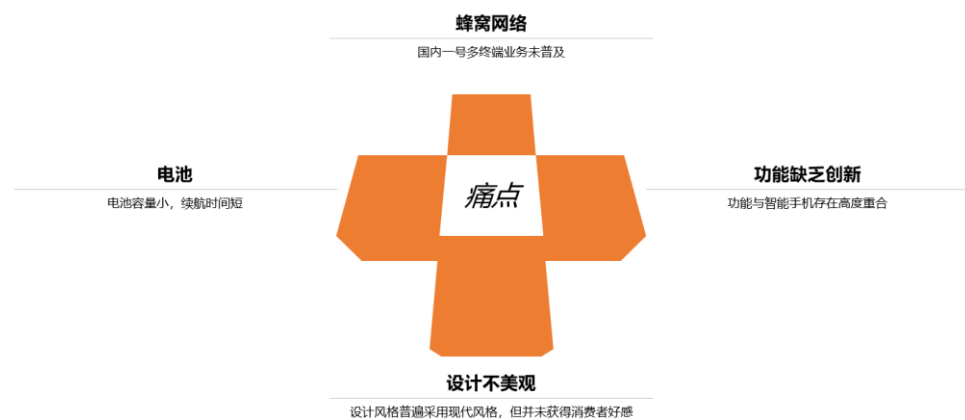 蜂窝网络
国内一号多终端业务未普及
电池
电池容量小，续航时间短
痛点
功能缺乏创新
功能与智能手机存在高度重合
设计不美观
设计风格普遍采用现代风格，但并未获得消费者好感